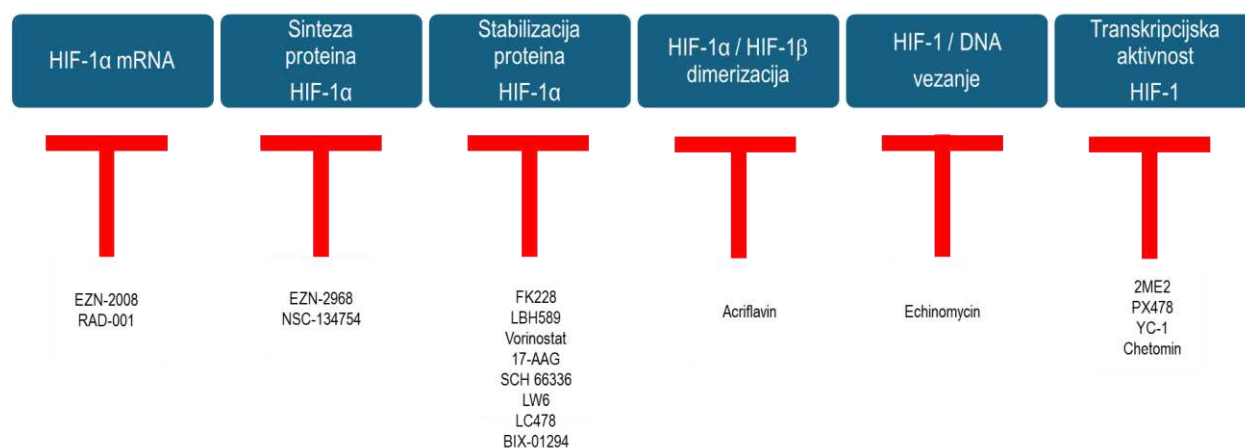 HIF-1α mRNA
Sinteza
proteina
HIF-1α
Stabilizacija
proteina
HIF-1α
HIF-1α / HIF-1β
dimerizacija
HIF-1 / DNA
vezanje
Transkripcijska
aktivnost
HIF-1
EZN-2008
RAD-001
EZN-2968
NSC-134754
FK228
LBH589
Vorinostat
17-AAG
SCH 66336
LW6
LC478
BIX-01294
Acriflavin
Echinomycin
2ME2
PX478
YC-1
Chetomin